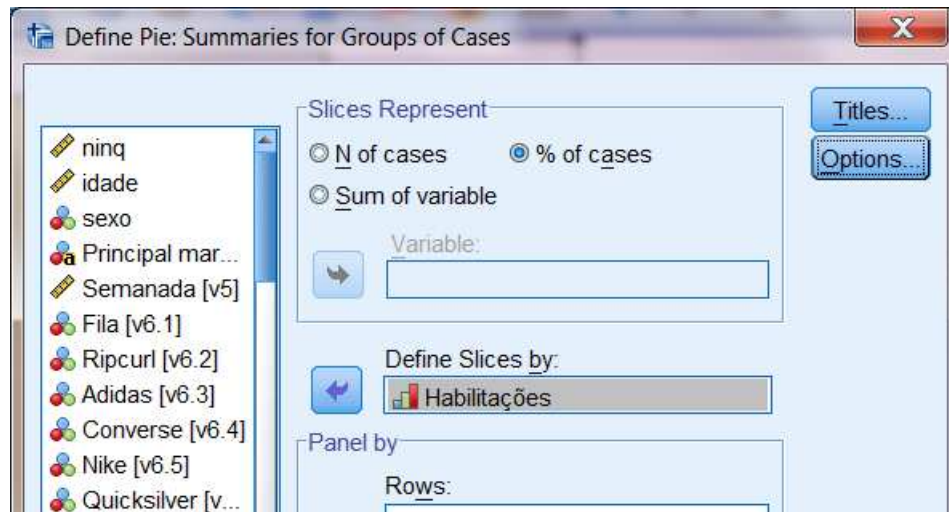 Define Pie: Summaries for Groups of Cases
ninq
idade
sexo
Principal mar...
Semanada [v5]
Fila [v6.1]
Ripcurl [v6.2]
Adidas [v6.3]
Converse [v6.4]
Nike [v6.5]
Quicksilver [v...
Slices Represent
N of cases
% of cases
Sum of variable
Variable:
Define Slices by:
Habilitações
Panel by
Rows:
Titles...
Options...